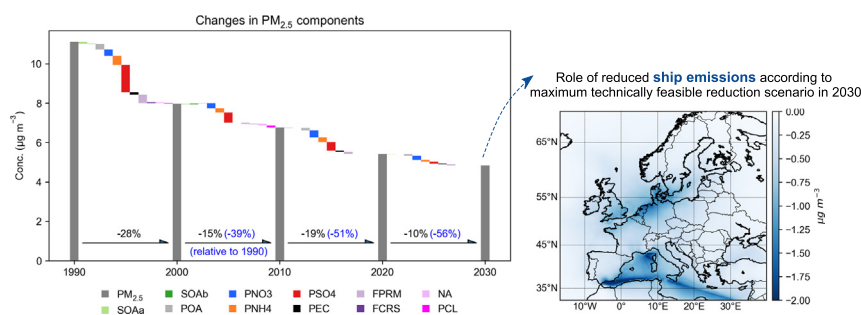 Changes in PM2.5 components
Conc. (μg m⁻³)
10
8
6
4
2
0
-28%
-15% (-39%)
(relative to 1990)
-19% (-51%)
-10% (-56%)
1990
2000
2010
2020
2030
PM2.5
SOAb
PNO3
PSO4
FPRM
NA
SOAa
POA
PNH4
PEC
FCRS
PCL
Role of reduced ship emissions according to
maximum technically feasible reduction scenario in 2030
65°N
55°N
45°N
35°N
10°W
0°
10°E
20°E
30°E
0.00
-0.25
-0.50
-0.75
-1.00
-1.25
-1.50
-1.75
-2.00
μg m⁻³